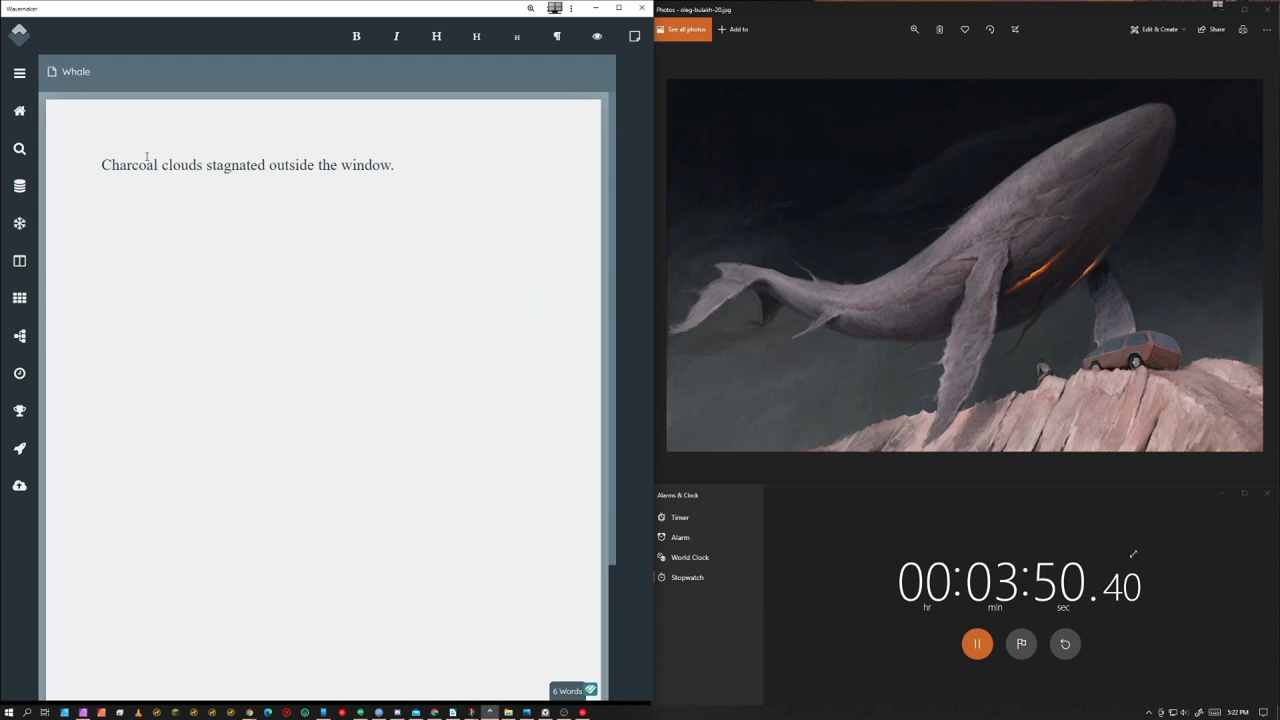 Wavemaker
B I H H H ¶
Whale
Charcoal clouds stagnated outside the window.
6 Words
Photos - oleg-bulakh-20.jpg
See all photos
Add to
Edit & Create
Share
Alarms & Clock
Timer
Alarm
World Clock
Stopwatch
00:03:50.40
hr min sec
5:22 PM